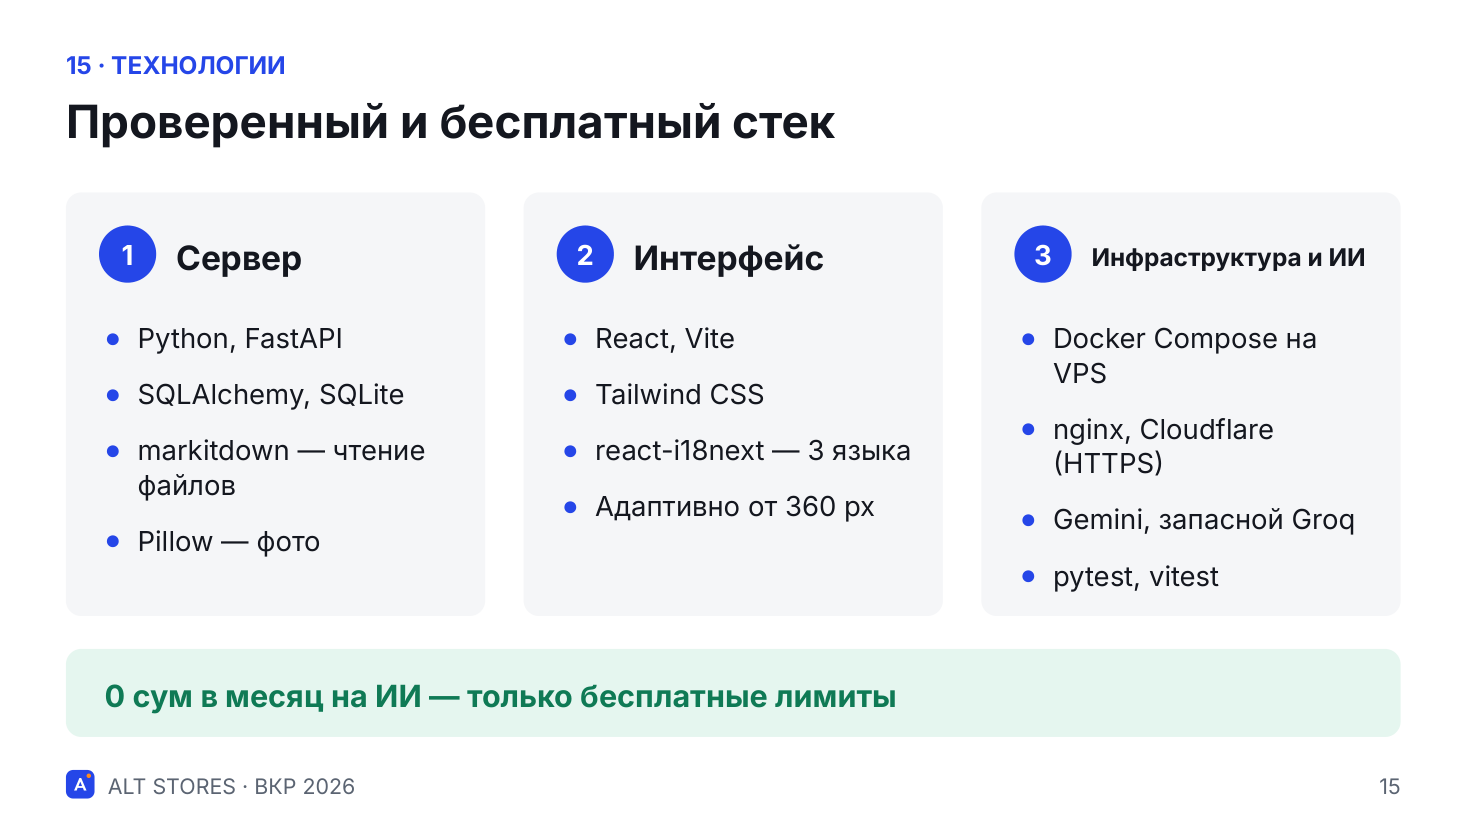 15 · ТЕХНОЛОГИИ
Проверенный и бесплатный стек
1 Сервер
Python, FastAPI
SQLAlchemy, SQLite
markitdown — чтение
файлов
Pillow — фото
2 Интерфейс
React, Vite
Tailwind CSS
react-i18next — 3 языка
Адаптивно от 360 px
3 Инфраструктура и ИИ
Docker Compose на
VPS
nginx, Cloudflare
(HTTPS)
Gemini, запасной Groq
pytest, vitest
0 сум в месяц на ИИ — только бесплатные лимиты
A ALT STORES · ВКР 2026
15